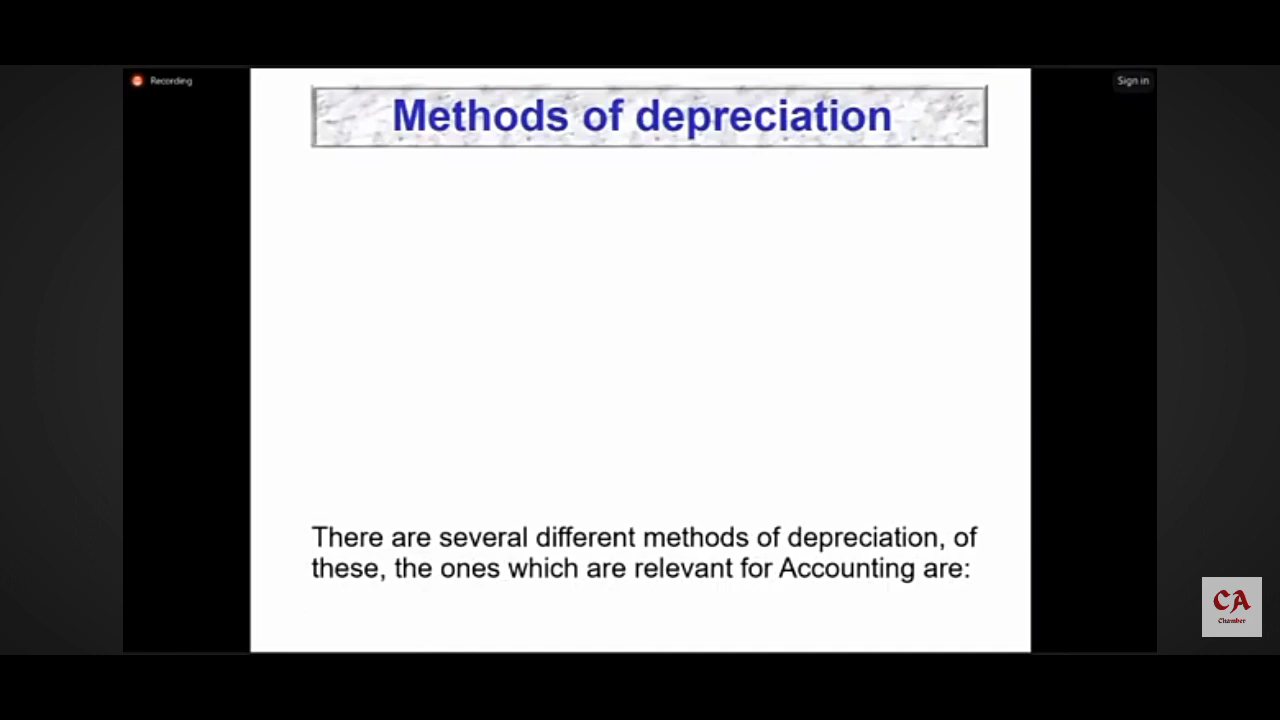 Recording
Sign in
Methods of depreciation
There are several different methods of depreciation, of
these, the ones which are relevant for Accounting are:
CA
Chamber